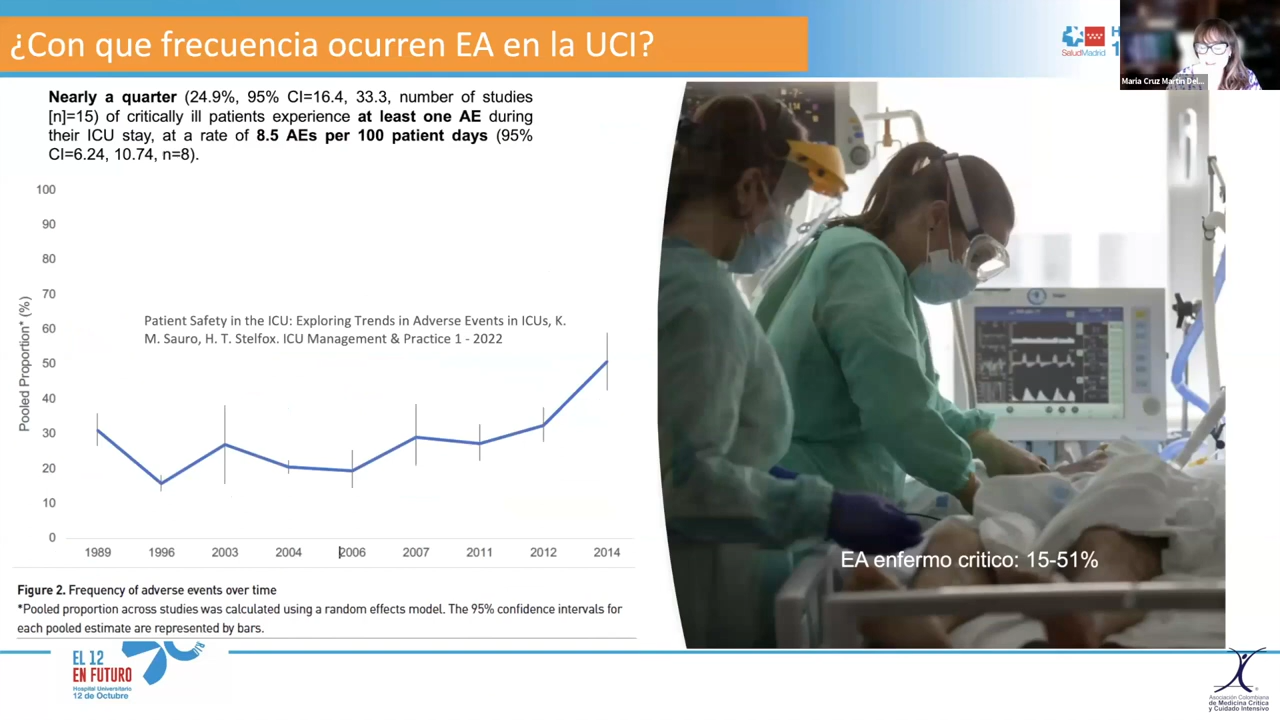 ¿Con que frecuencia ocurren EA en la UCI?
SaludMadrid
Maria Cruz Martin Del...
Nearly a quarter (24.9%, 95% CI=16.4, 33.3, number of studies
[n]=15) of critically ill patients experience at least one AE during
their ICU stay, at a rate of 8.5 AEs per 100 patient days (95%
CI=6.24, 10.74, n=8).
100
90
80
70
60
50
40
30
20
10
0
Pooled Proportion* (%)
Patient Safety in the ICU: Exploring Trends in Adverse Events in ICUs, K.
M. Sauro, H. T. Stelfox. ICU Management & Practice 1 - 2022
1989 1996 2003 2004 2006 2007 2011 2012 2014
Figure 2. Frequency of adverse events over time
*Pooled proportion across studies was calculated using a random effects model. The 95% confidence intervals for
each pooled estimate are represented by bars.
EA enfermo critico: 15-51%
EL 12
EN FUTURO
Hospital Universitario
12 de Octubre
Asociación Colombiana
de Medicina Crítica
y Cuidado Intensivo